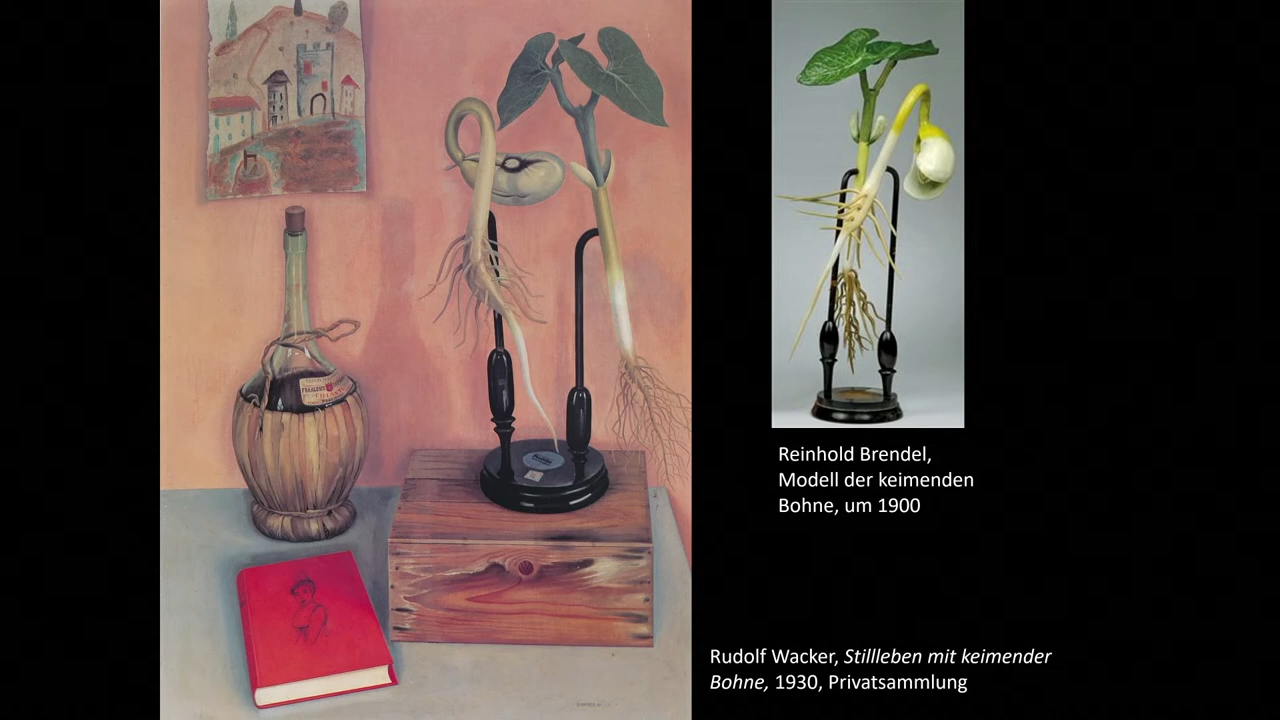 Reinhold Brendel,
Modell der keimenden
Bohne, um 1900
Rudolf Wacker, Stillleben mit keimender
Bohne, 1930, Privatsammlung